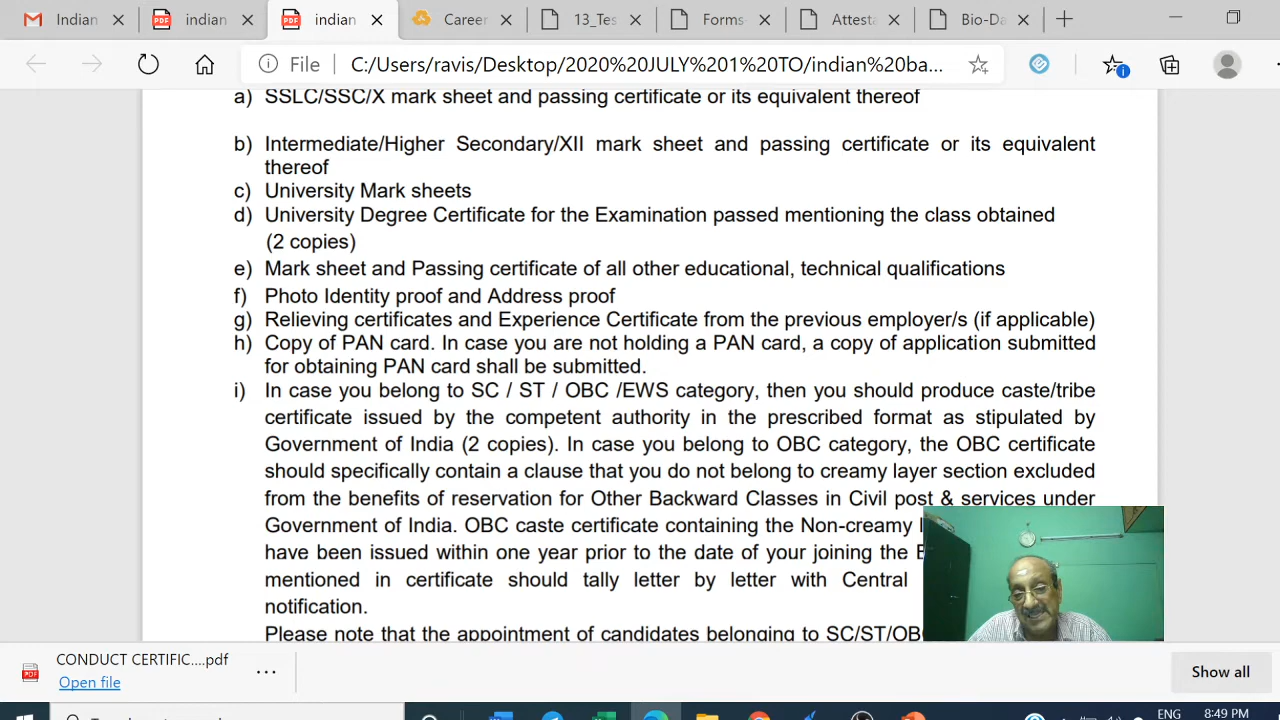 Indian
indian
indian
Career
13_Tes
Forms
Attesta
Bio-Da
File
C:/Users/ravis/Desktop/2020%20JULY%201%20TO/indian%20ba...
a) SSLC/SSC/X mark sheet and passing certificate or its equivalent thereof
b) Intermediate/Higher Secondary/XII mark sheet and passing certificate or its equivalent
thereof
c) University Mark sheets
d) University Degree Certificate for the Examination passed mentioning the class obtained
(2 copies)
e) Mark sheet and Passing certificate of all other educational, technical qualifications
f) Photo Identity proof and Address proof
g) Relieving certificates and Experience Certificate from the previous employer/s (if applicable)
h) Copy of PAN card. In case you are not holding a PAN card, a copy of application submitted
for obtaining PAN card shall be submitted.
i) In case you belong to SC / ST / OBC /EWS category, then you should produce caste/tribe
certificate issued by the competent authority in the prescribed format as stipulated by
Government of India (2 copies). In case you belong to OBC category, the OBC certificate
should specifically contain a clause that you do not belong to creamy layer section excluded
from the benefits of reservation for Other Backward Classes in Civil post & services under
Government of India. OBC caste certificate containing the Non-creamy
have been issued within one year prior to the date of your joining the
mentioned in certificate should tally letter by letter with Central
notification.
Please note that the appointment of candidates belonging to SC/ST/OBC
CONDUCT CERTIFIC....pdf
Open file
Show all
ENG
8:49 PM